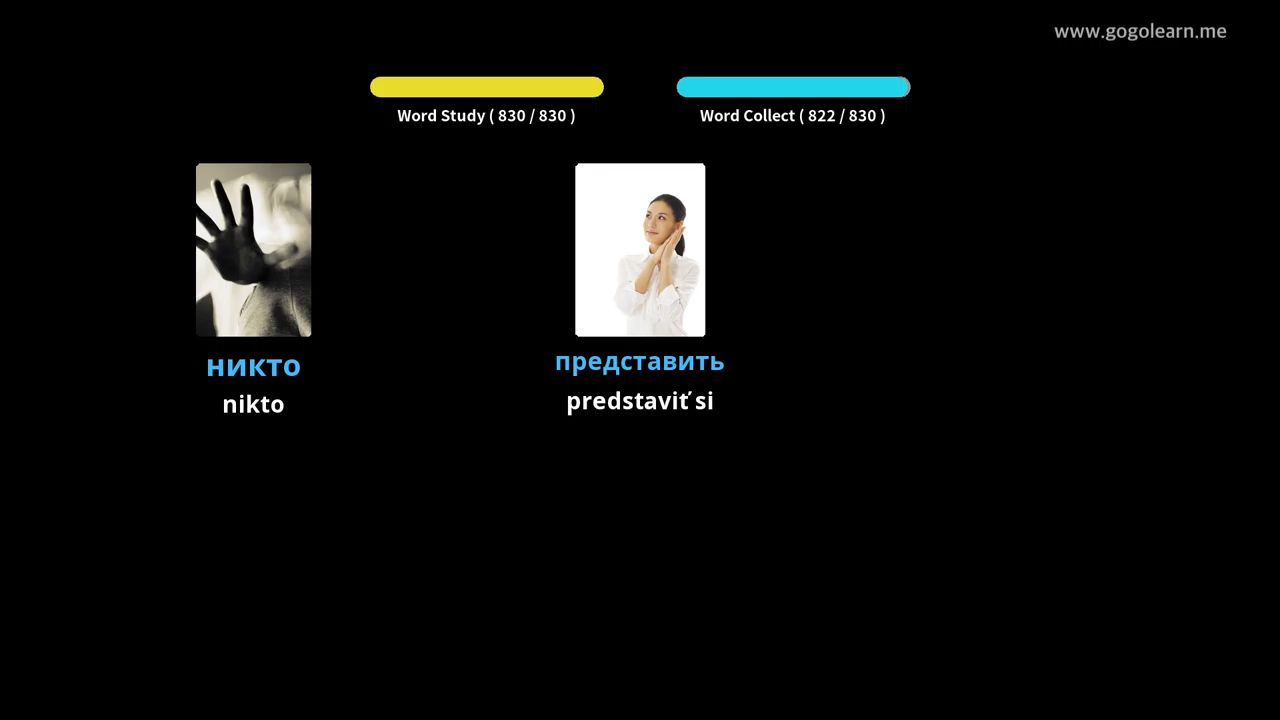 www.gogolearn.me
Word Study ( 830 / 830 )
Word Collect ( 822 / 830 )
никто
nikto
представить
predstaviť si